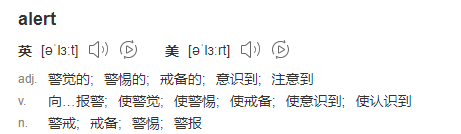 alert
英 [əˈlɜːt] 美 [əˈlɜːrt]
adj. 警觉的; 警惕的; 戒备的; 意识到; 注意到
v. 向…报警; 使警觉; 使警惕; 使戒备; 使意识到; 使认识到
n. 警戒; 戒备; 警惕; 警报